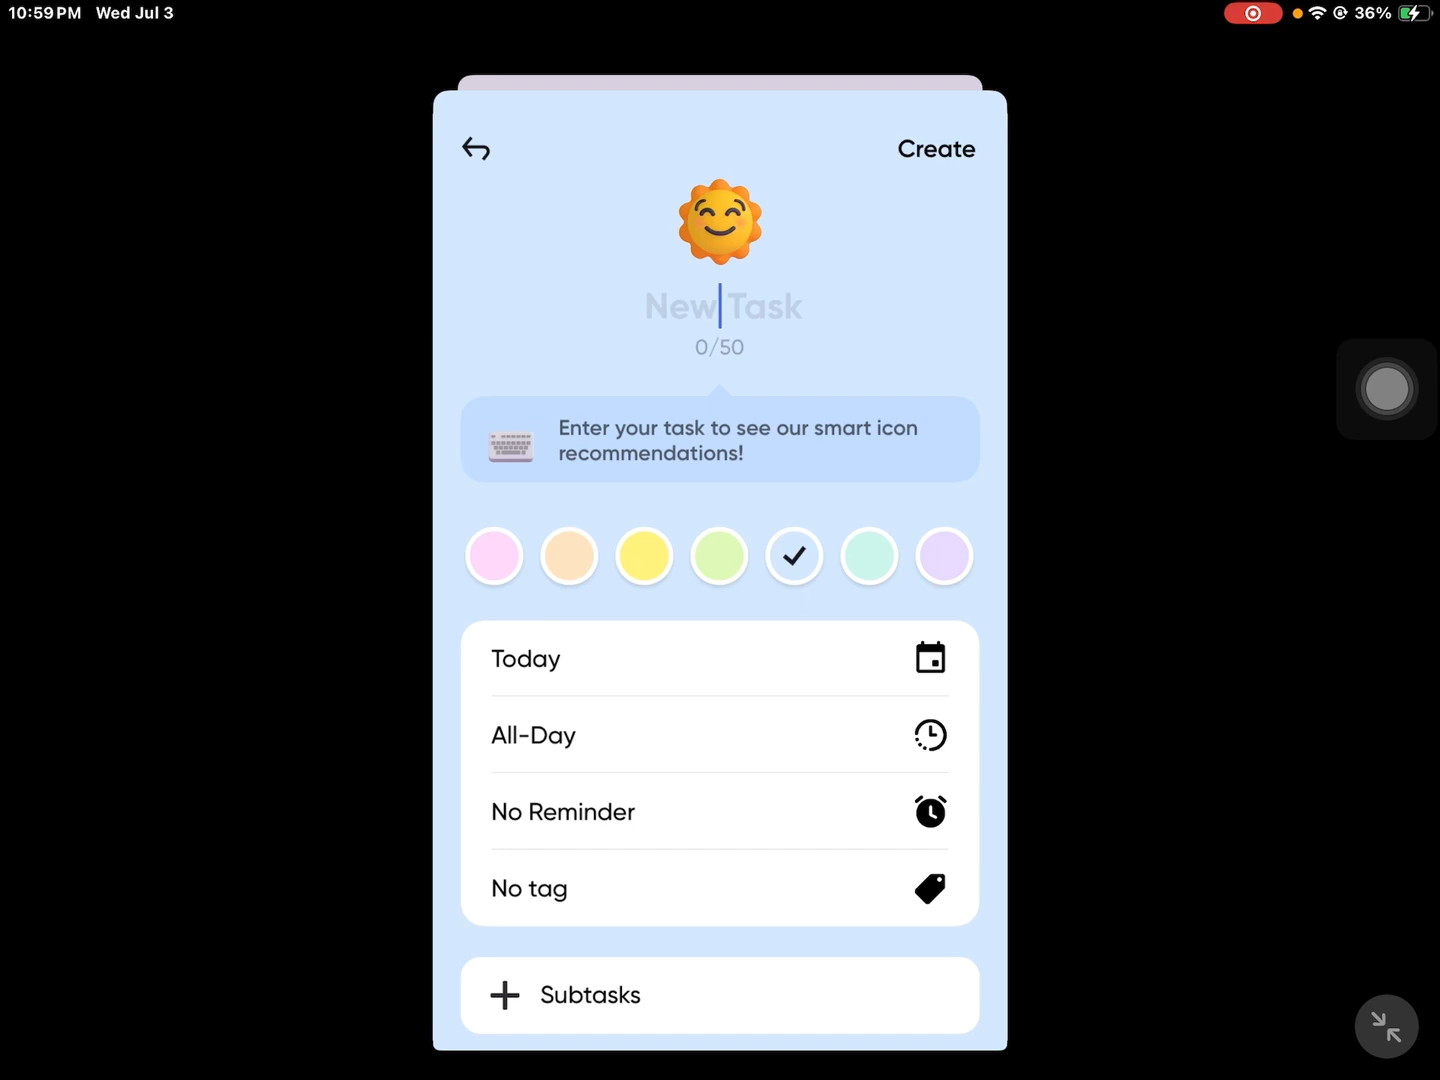 10:59 PM Wed Jul 3
36%
Create
New Task
0/50
Enter your task to see our smart icon
recommendations!
Today
All-Day
No Reminder
No tag
Subtasks